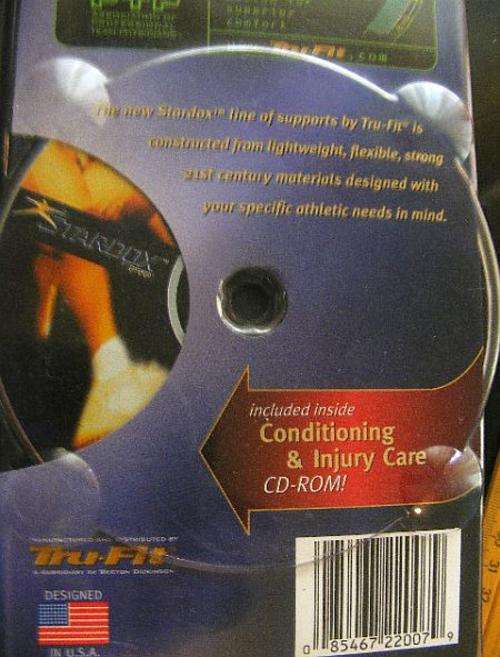 superior
comfort
Tru-Fit.COM
The new Stardox™ line of supports by Tru-Fit® is
constructed from lightweight, flexible, strong
21st century materials designed with
your specific athletic needs in mind.
STARDOX™
included inside
Conditioning
& Injury Care
CD-ROM!
MANUFACTURED AND DISTRIBUTED BY
Tru-Fit
A SUBSIDIARY OF BECTON DICKINSON
DESIGNED
IN U.S.A.
0 85467 22007 9